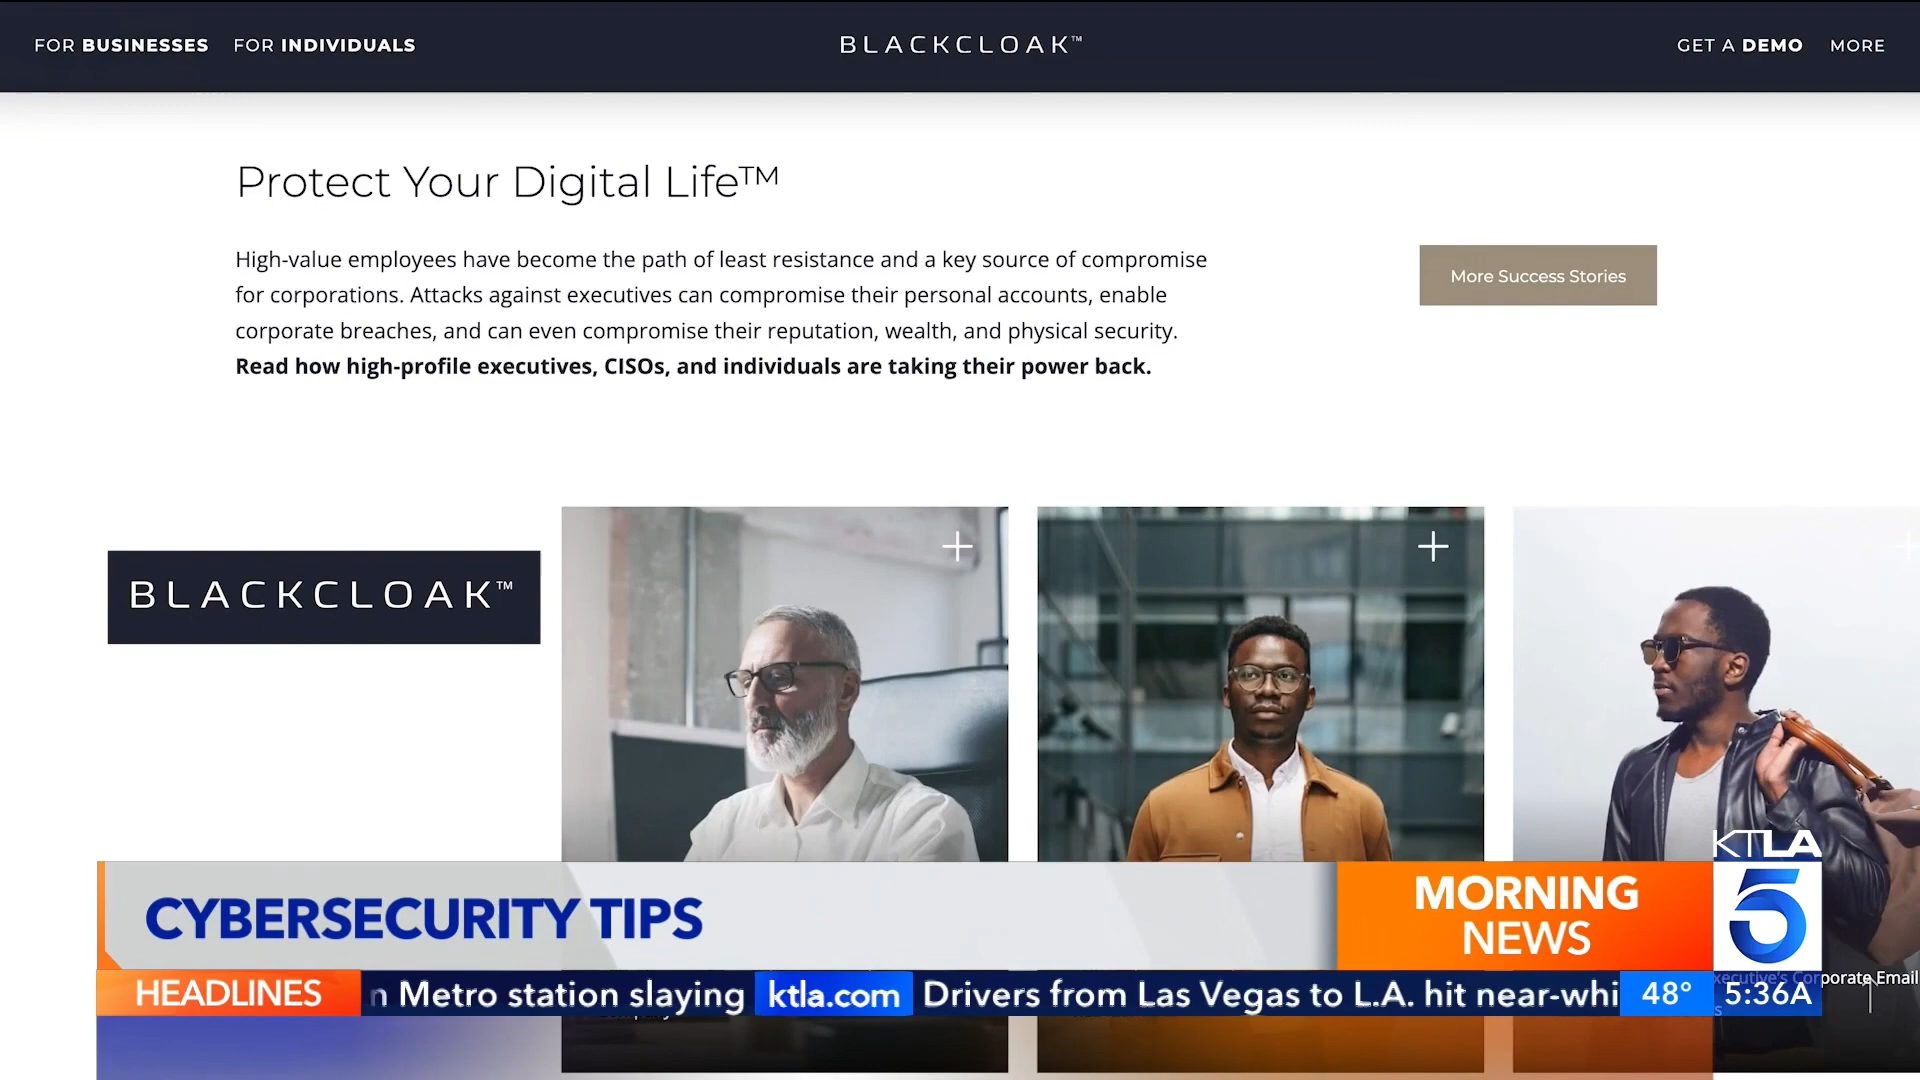 FOR BUSINESSES FOR INDIVIDUALS
BLACKCLOAK™
GET A DEMO MORE
Protect Your Digital Life™
High-value employees have become the path of least resistance and a key source of compromise
for corporations. Attacks against executives can compromise their personal accounts, enable
corporate breaches, and can even compromise their reputation, wealth, and physical security.
Read how high-profile executives, CISOs, and individuals are taking their power back.
More Success Stories
BLACKCLOAK™
CYBERSECURITY TIPS
MORNING
NEWS
KTLA
5
HEADLINES
n Metro station slaying ktla.com Drivers from Las Vegas to L.A. hit near-whi
48° 5:36A
Corporate Email